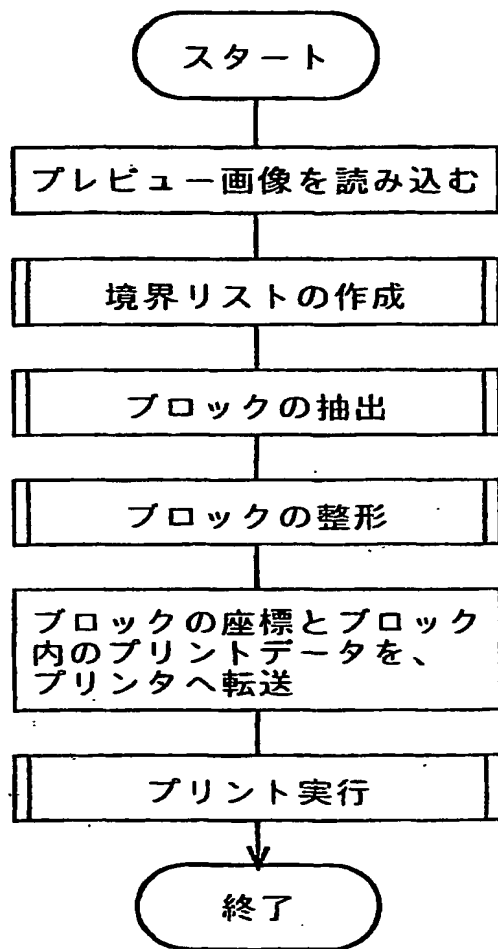 スタート
プレビュー画像を読み込む
境界リストの作成
ブロックの抽出
ブロックの整形
ブロックの座標とブロック
内のプリントデータを、
プリンタへ転送
プリント実行
終了